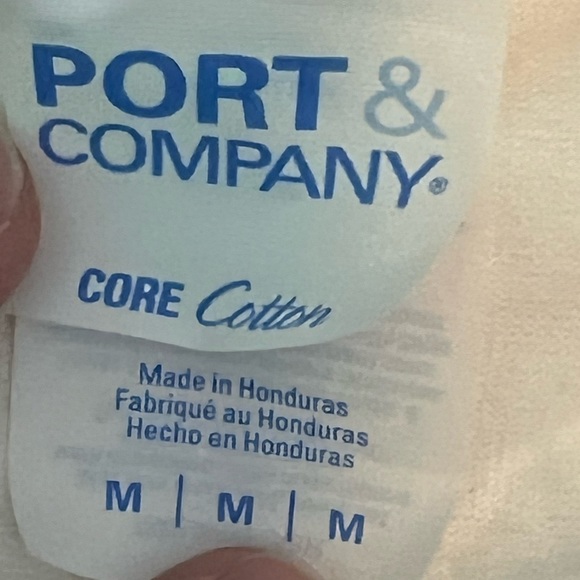 PORT &
COMPANY®
CORE Cotton
Made in Honduras
Fabriqué au Honduras
Hecho en Honduras
M | M | M